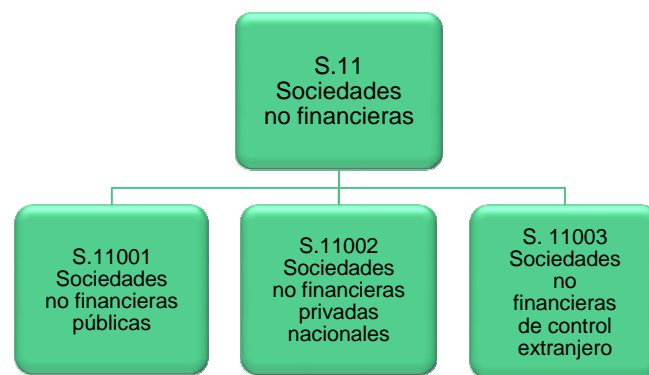 S.11
Sociedades
no financieras
S.11001
Sociedades
no financieras
públicas
S.11002
Sociedades
no financieras
privadas
nacionales
S. 11003
Sociedades
no
financieras
de control
extranjero